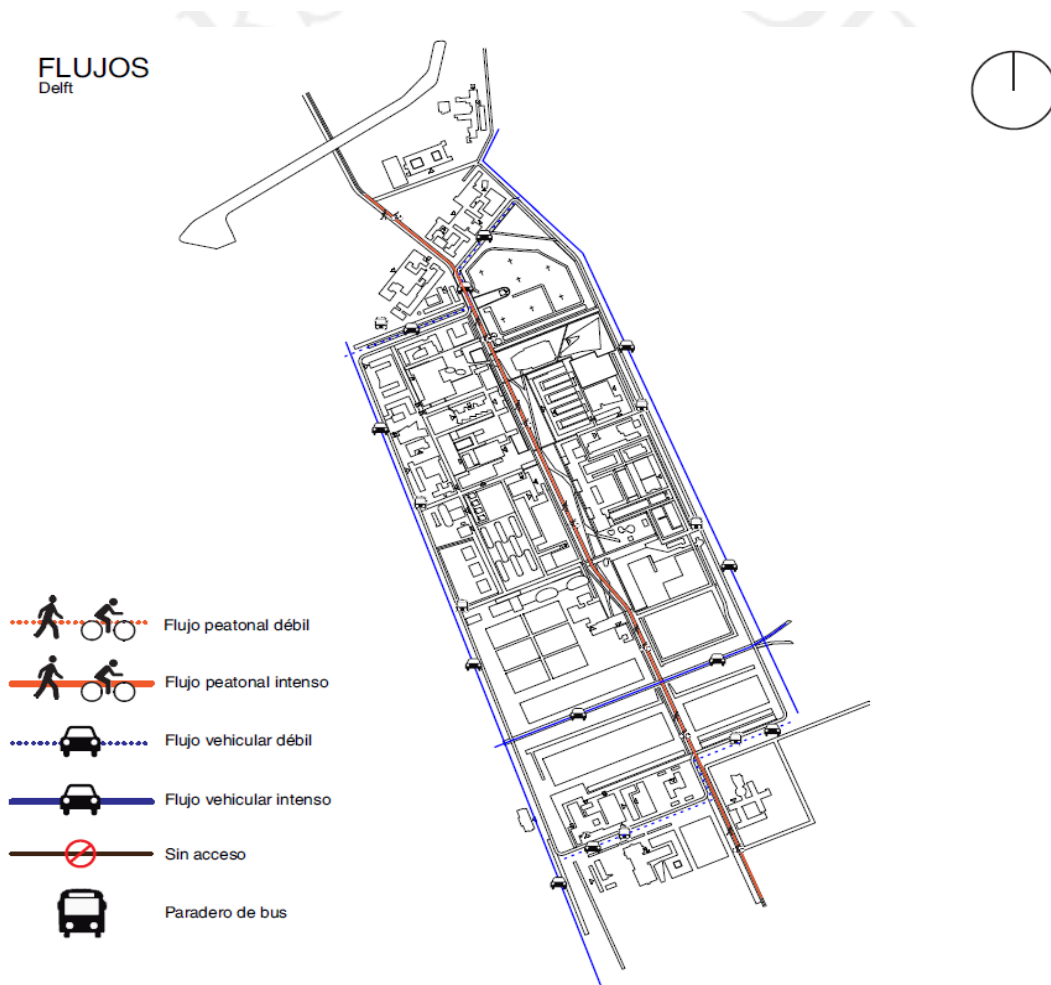 FLUJOS
Delft
Flujo peatonal débil
Flujo peatonal intenso
Flujo vehicular débil
Flujo vehicular intenso
Sin acceso
Paradero de bus